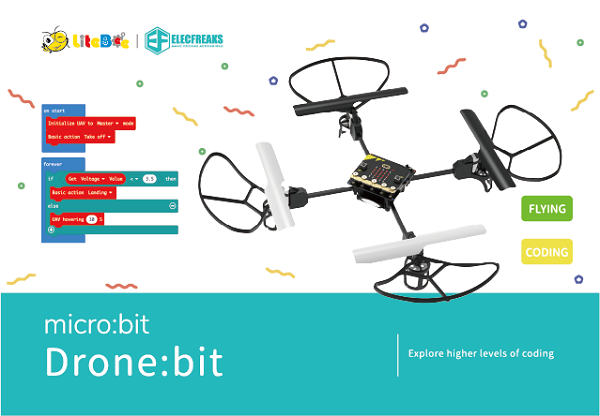 LiteBee
ELECFREAKS
on start
Initialize UAV to Master mode
Basic action Take off
forever
if Get Voltage Value < 3.5 then
Basic action Landing
else
UAV hovering 10 S
FLYING
CODING
micro:bit
Drone:bit
Explore higher levels of coding